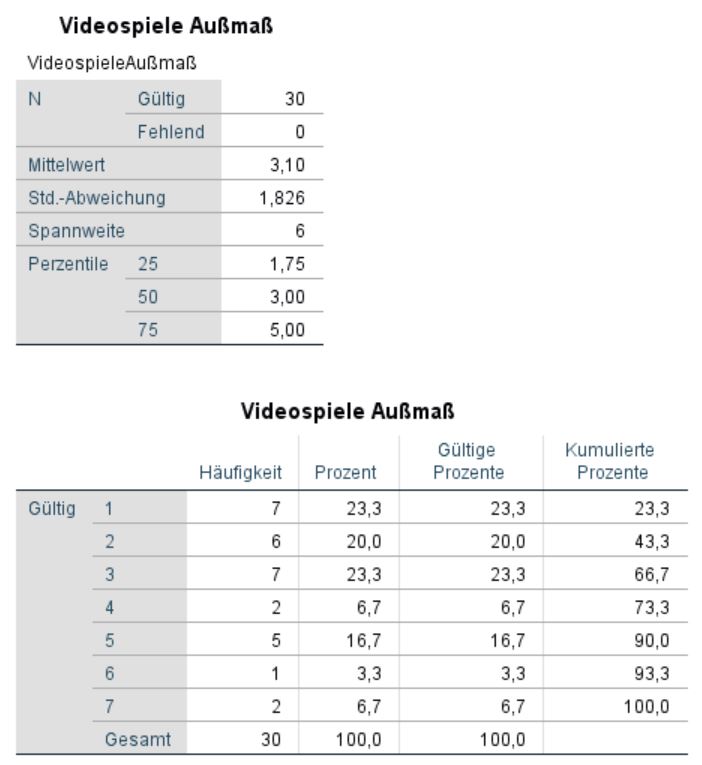 Videospiele Außmaß
VideospieleAußmaß
N Gültig 30
Fehlend 0
Mittelwert 3,10
Std.-Abweichung 1,826
Spannweite 6
Perzentile 25 1,75
50 3,00
75 5,00
Videospiele Außmaß
Häufigkeit Prozent Gültige Prozente Kumulierte Prozente
Gültig 1 7 23,3 23,3 23,3
2 6 20,0 20,0 43,3
3 7 23,3 23,3 66,7
4 2 6,7 6,7 73,3
5 5 16,7 16,7 90,0
6 1 3,3 3,3 93,3
7 2 6,7 6,7 100,0
Gesamt 30 100,0 100,0